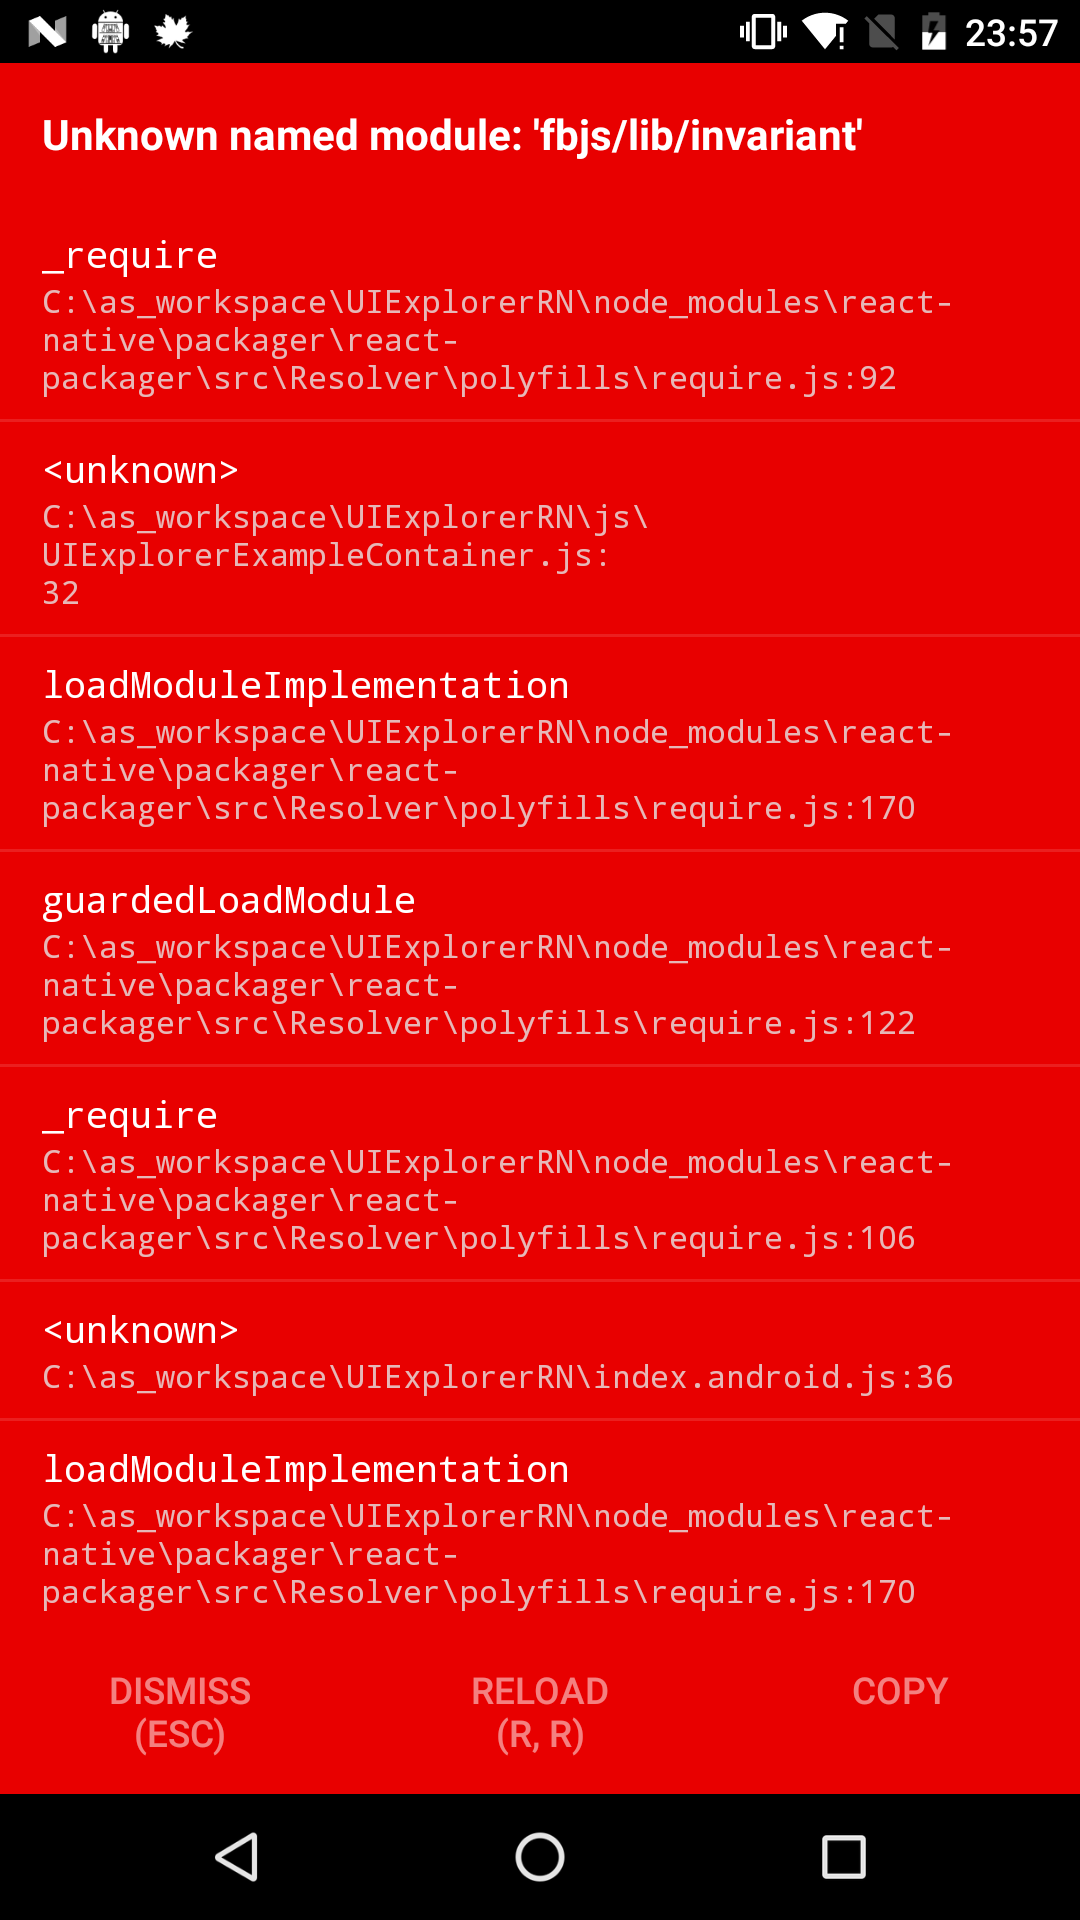 23:57
Unknown named module: 'fbjs/lib/invariant'
_require
C:\as_workspace\UIExplorerRN\node_modules\react-
native\packager\react-
packager\src\Resolver\polyfills\require.js:92
<unknown>
C:\as_workspace\UIExplorerRN\js\
UIExplorerExampleContainer.js:
32
loadModuleImplementation
C:\as_workspace\UIExplorerRN\node_modules\react-
native\packager\react-
packager\src\Resolver\polyfills\require.js:170
guardedLoadModule
C:\as_workspace\UIExplorerRN\node_modules\react-
native\packager\react-
packager\src\Resolver\polyfills\require.js:122
_require
C:\as_workspace\UIExplorerRN\node_modules\react-
native\packager\react-
packager\src\Resolver\polyfills\require.js:106
<unknown>
C:\as_workspace\UIExplorerRN\index.android.js:36
loadModuleImplementation
C:\as_workspace\UIExplorerRN\node_modules\react-
native\packager\react-
packager\src\Resolver\polyfills\require.js:170
DISMISS
(ESC)
RELOAD
(R, R)
COPY